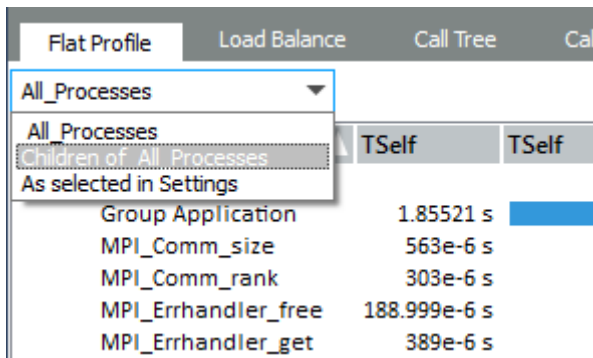 Flat Profile Load Balance Call Tree
All_Processes
All_Processes
Children of All_Processes TSelf TSelf
As selected in Settings
Group Application 1.85521 s
MPI_Comm_size 563e-6 s
MPI_Comm_rank 303e-6 s
MPI_Errhandler_free 188.999e-6 s
MPI_Errhandler_get 389e-6 s